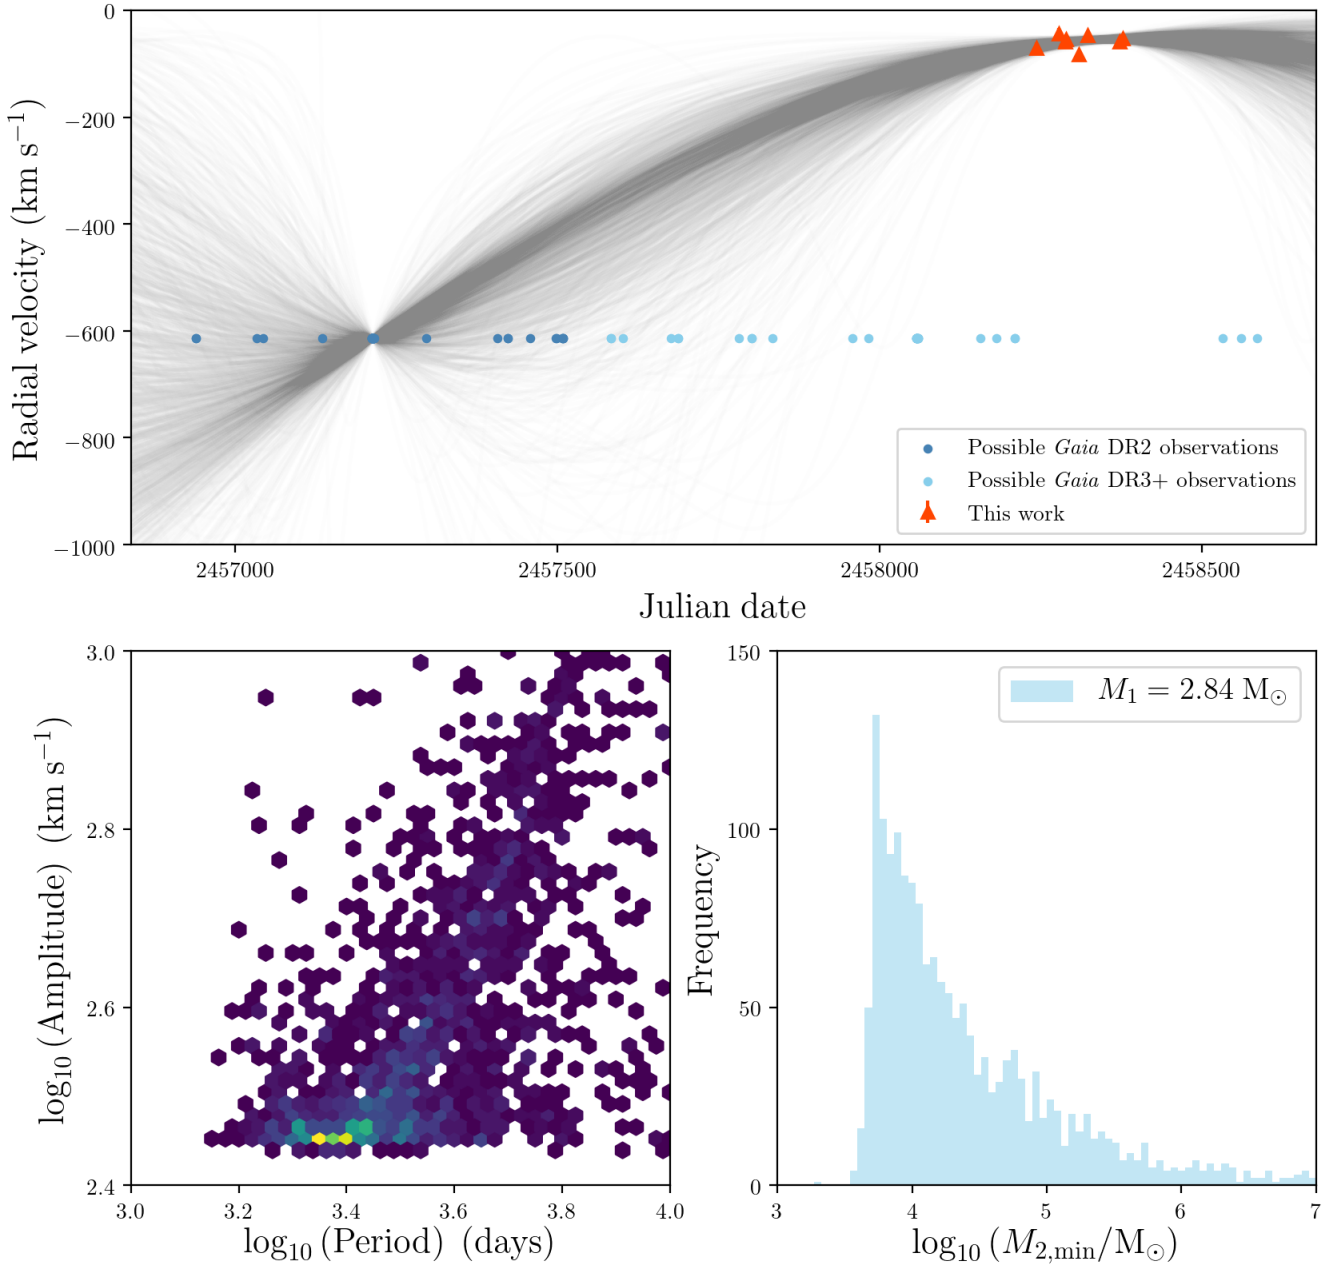 0
−200
−400
−600
−800
−1000
Radial velocity (km s⁻¹)
2457000 2457500 2458000 2458500
Julian date
Possible Gaia DR2 observations
Possible Gaia DR3+ observations
This work
3.0
2.8
2.6
2.4
log₁₀(Amplitude) (km s⁻¹)
3.0 3.2 3.4 3.6 3.8 4.0
log₁₀(Period) (days)
150
100
50
0
Frequency
M₁ = 2.84 M⊙
3 4 5 6 7
log₁₀(M₂,min/M⊙)